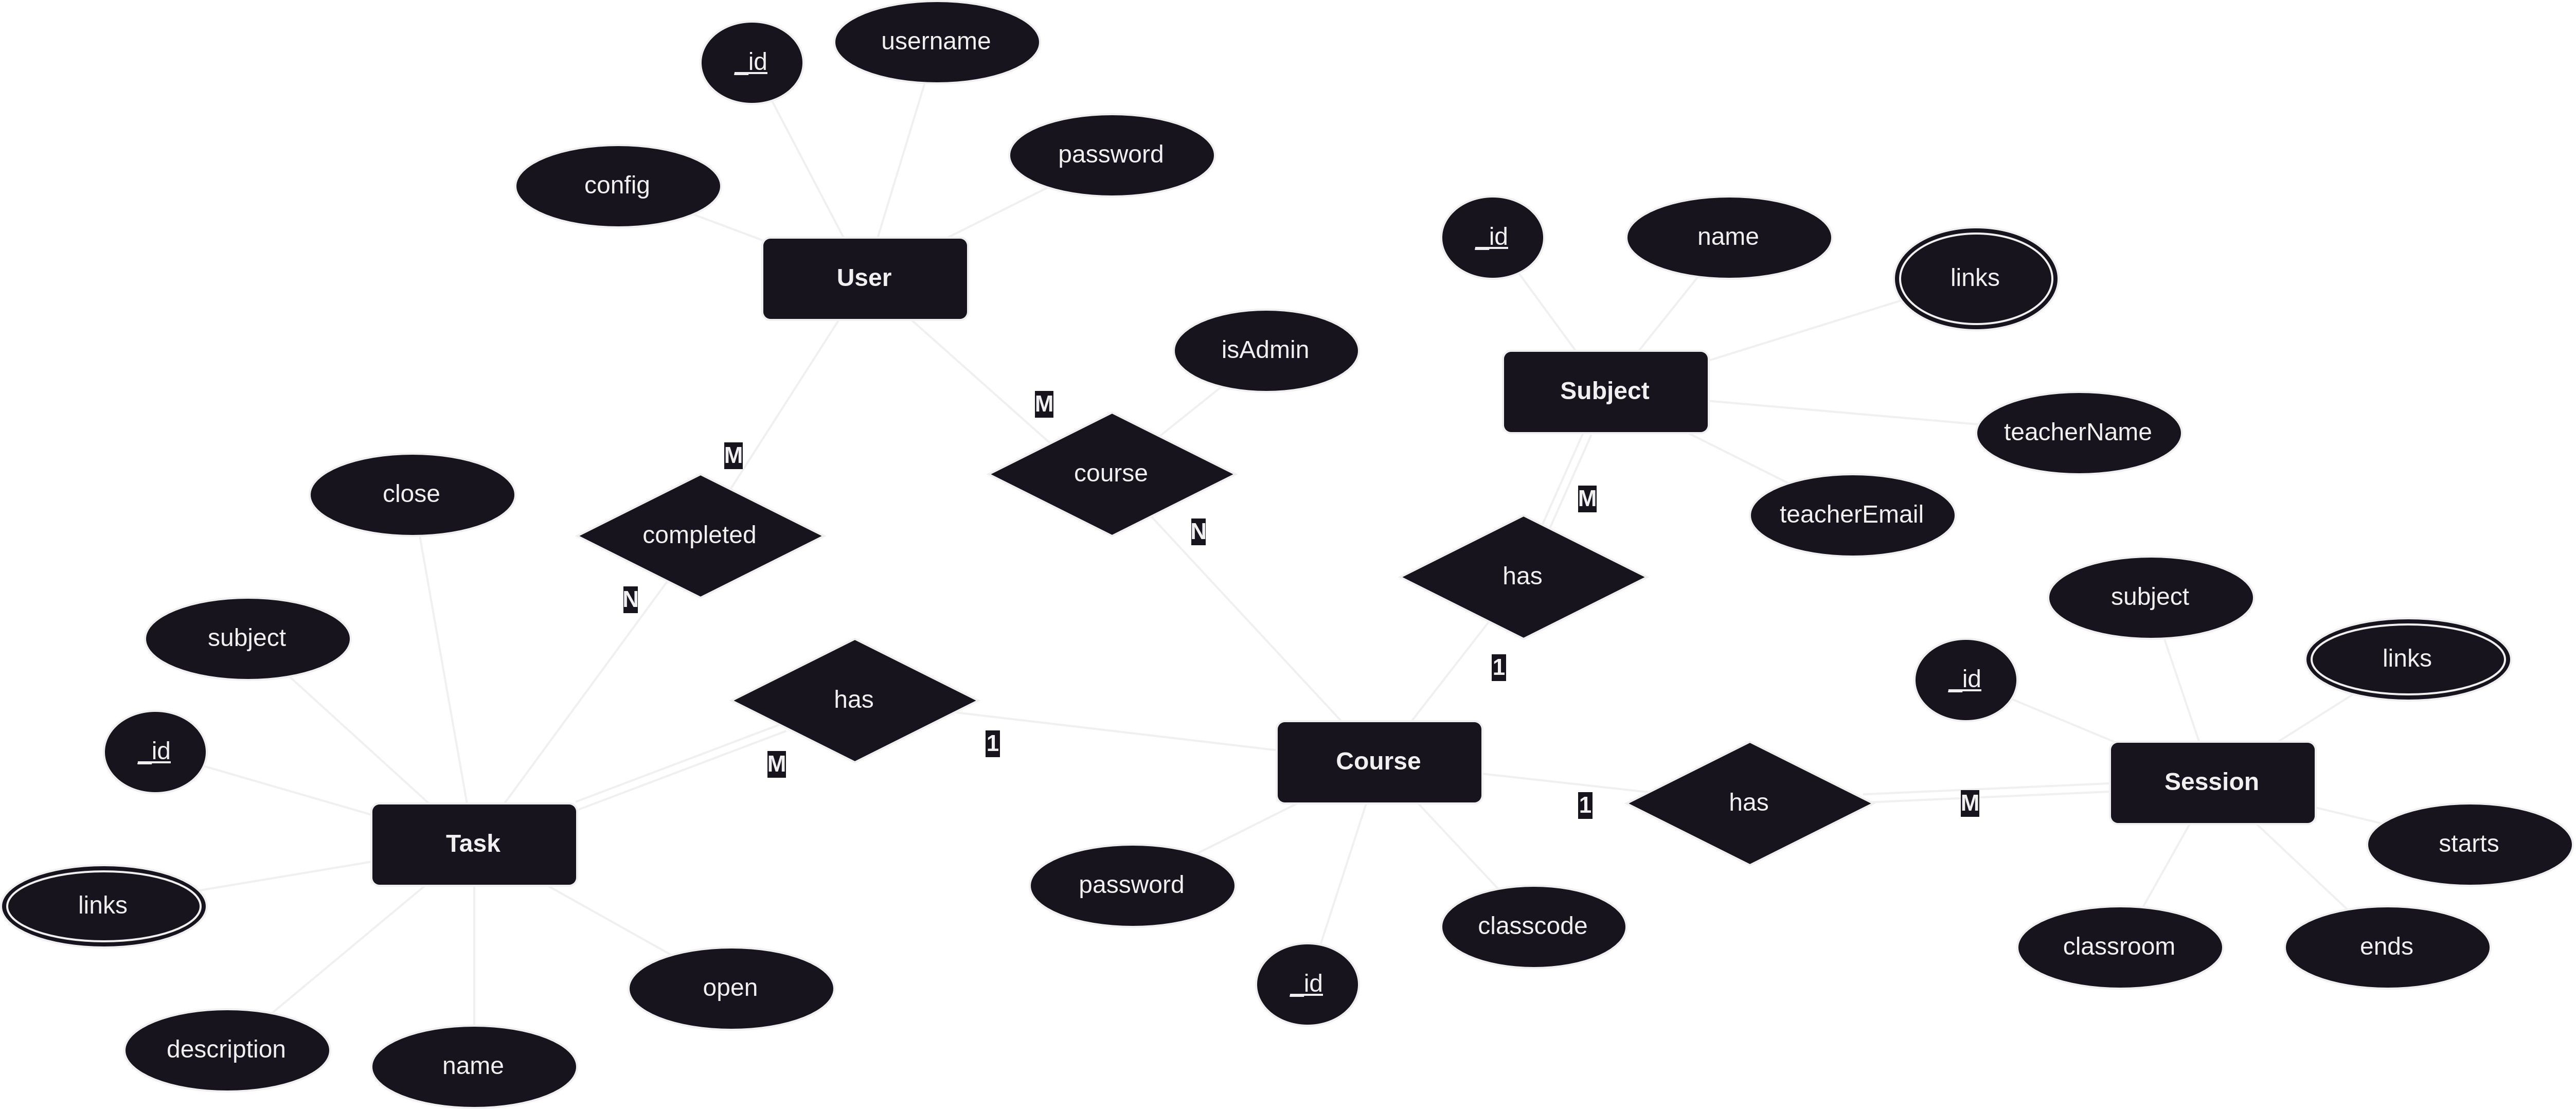 username
_id
password
config
_id
name
links
User
isAdmin
Subject
M
teacherName
M
course
close
M
teacherEmail
completed
N
has
N
subject
subject
links
1
_id
has
M
1
_id
Course
Session
1
has
M
Task
starts
password
links
classcode
classroom
ends
_id
open
description
name